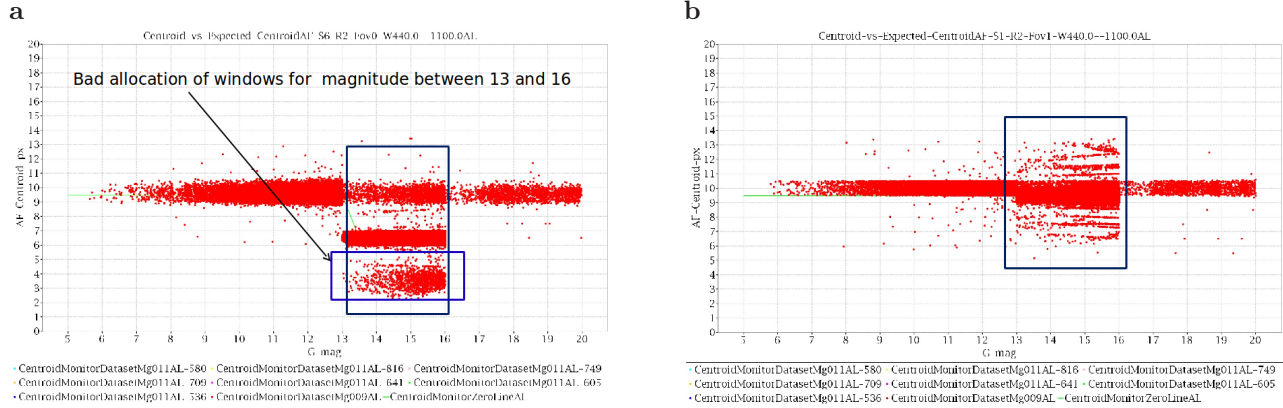 a
Centroid vs Expected CentroidAF S6 R2 Fov0 W440.0 1100.0AL
20
19
18
17
16
15
14
13
12
11
10
9
8
7
6
5
4
3
2
1
0
AF Centroid px
Bad allocation of windows for magnitude between 13 and 16
5 6 7 8 9 10 11 12 13 14 15 16 17 18 19 20
G mag
CentroidMonitorDatasetMg011AL-580 CentroidMonitorDatasetMg011AL-816 CentroidMonitorDatasetMg011AL-749
CentroidMonitorDatasetMg011AL 709 CentroidMonitorDatasetMg011AL 641 CentroidMonitorDatasetMg011AL 605
CentroidMonitorDatasetMg011AL 536 CentroidMonitorDatasetMg009AL CentroidMonitorZeroLineAL
b
Centroid-vs-Expected-CentroidAF-S1-R2-Fov1-W440.0--1100.0AL
20
19
18
17
16
15
14
13
12
11
10
9
8
7
6
5
4
3
2
1
0
AF-Centroid-px
5 6 7 8 9 10 11 12 13 14 15 16 17 18 19 20
G_mag
CentroidMonitorDatasetMg011AL-580 CentroidMonitorDatasetMg011AL-816 CentroidMonitorDatasetMg011AL-749
CentroidMonitorDatasetMg011AL-709 CentroidMonitorDatasetMg011AL-641 CentroidMonitorDatasetMg011AL-605
CentroidMonitorDatasetMg011AL-536 CentroidMonitorDatasetMg009AL CentroidMonitorZeroLineAL